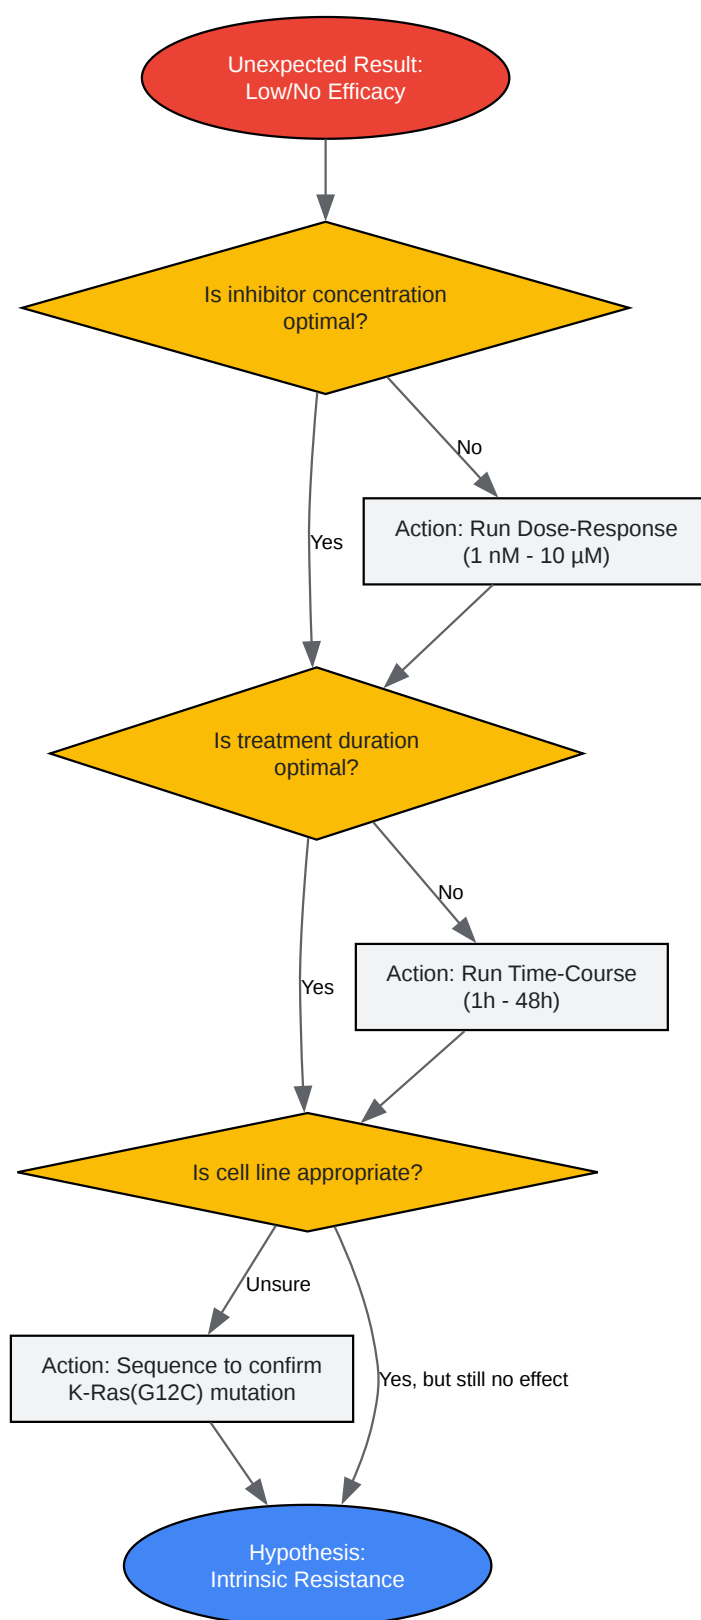 Unexpected Result:
Low/No Efficacy
Is inhibitor concentration
optimal?
No
Action: Run Dose-Response
(1 nM - 10 µM)
Yes
Is treatment duration
optimal?
No
Action: Run Time-Course
(1h - 48h)
Yes
Is cell line appropriate?
Unsure
Action: Sequence to confirm
K-Ras(G12C) mutation
Yes, but still no effect
Hypothesis:
Intrinsic Resistance